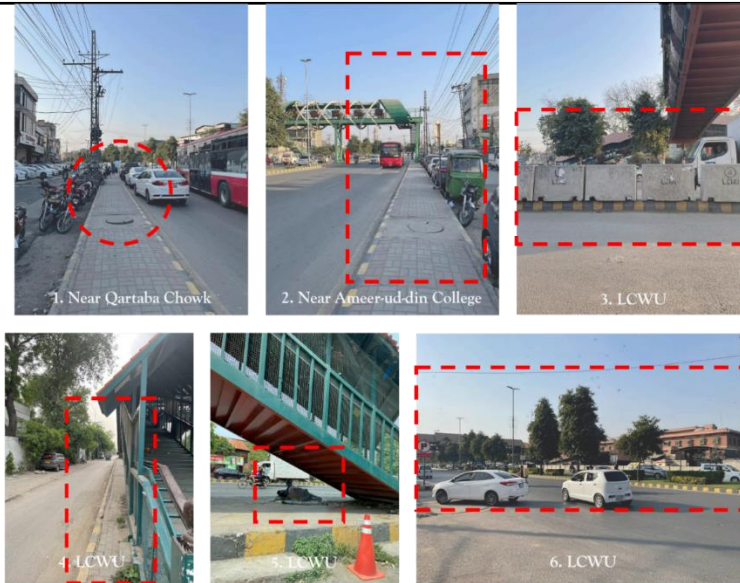 1. Near Qartaba Chowk
2. Near Ameer-ud-din College
3. LCWU
4. LCWU
5. LCWU
6. LCWU